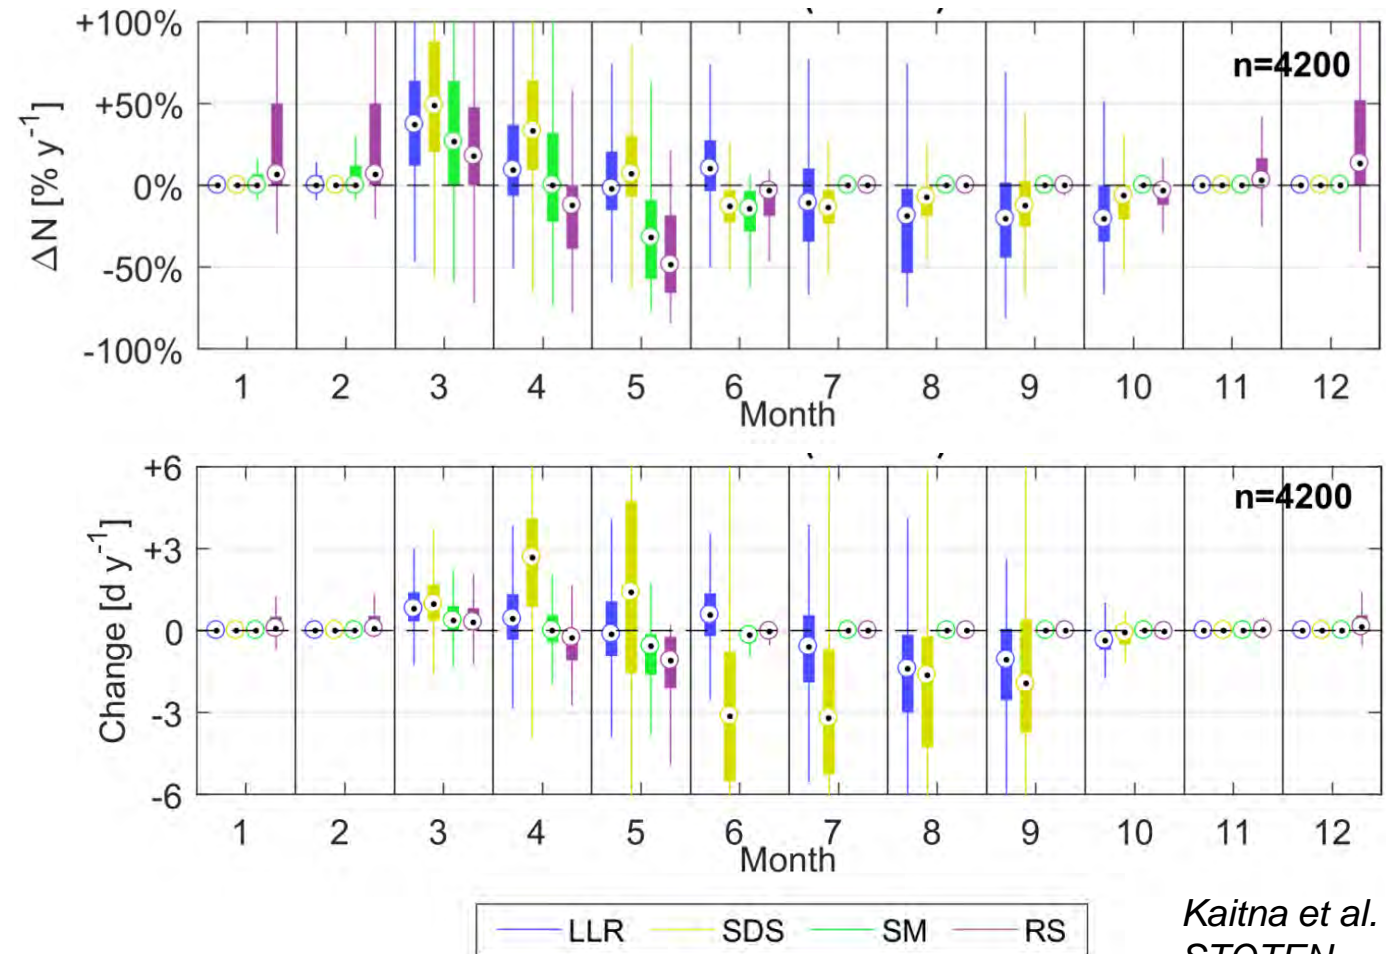 +100%
+50%
0%
-50%
-100%
ΔN [% y⁻¹]
n=4200
1 2 3 4 5 6 7 8 9 10 11 12
Month
+6
+3
0
-3
-6
Change [d y⁻¹]
n=4200
1 2 3 4 5 6 7 8 9 10 11 12
Month
LLR SDS SM RS
Kaitna et al.